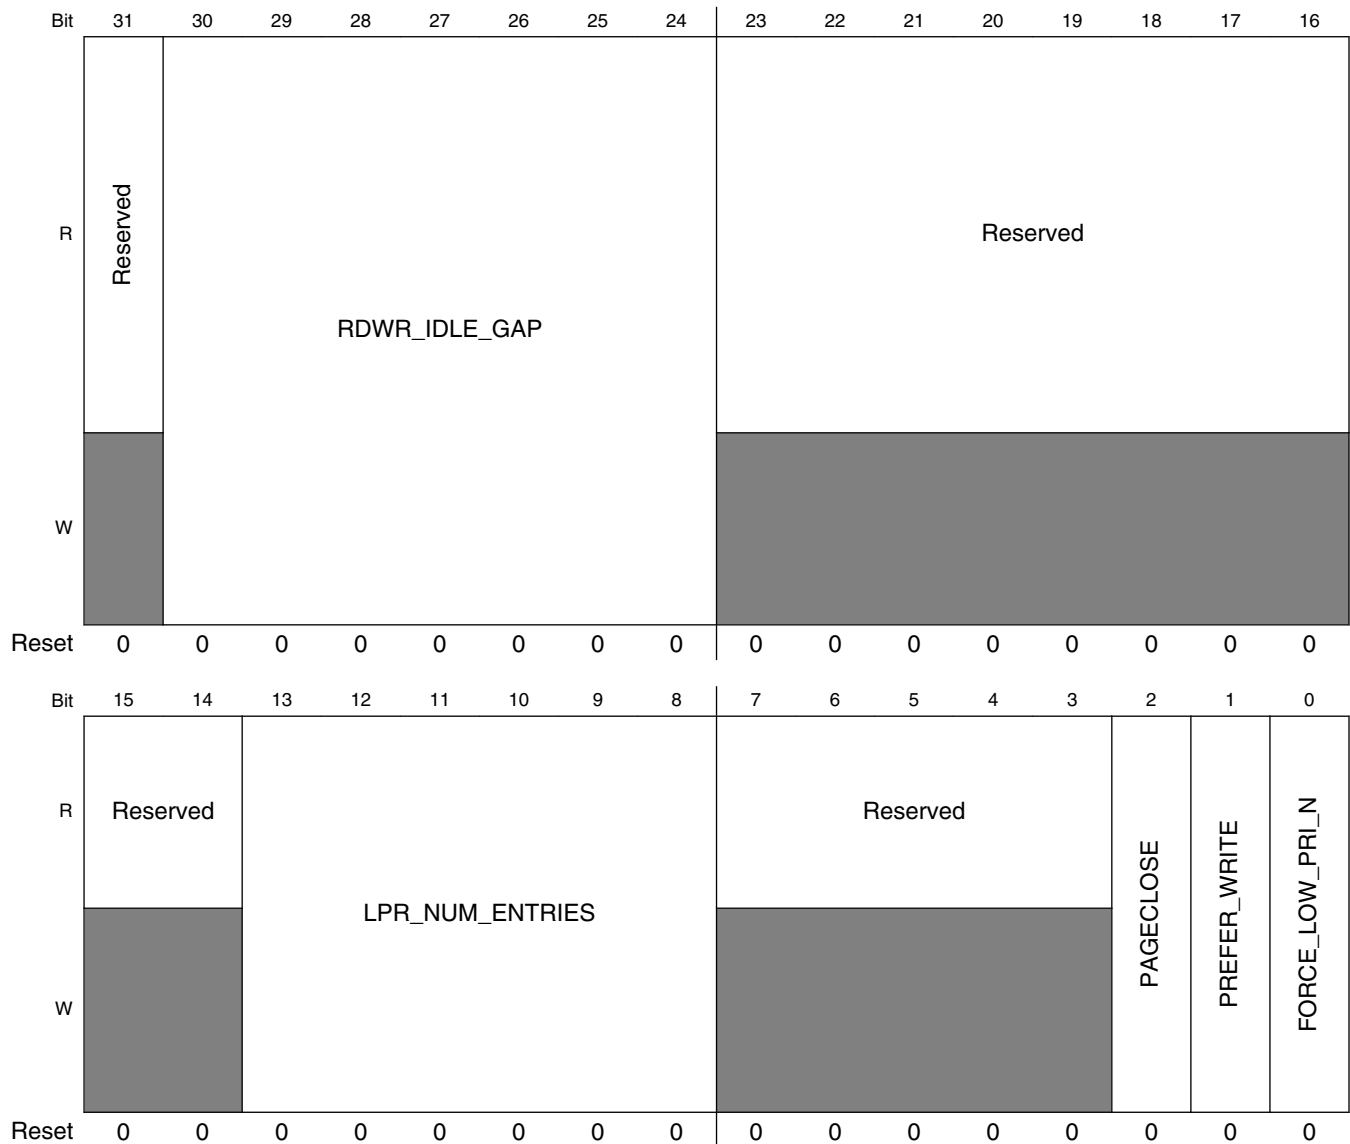 Bit 31 30 29 28 27 26 25 24 23 22 21 20 19 18 17 16
R Reserved Reserved
RDWR_IDLE_GAP
W
Reset 0 0 0 0 0 0 0 0 0 0 0 0 0 0 0 0
Bit 15 14 13 12 11 10 9 8 7 6 5 4 3 2 1 0
R Reserved Reserved
LPR_NUM_ENTRIES PAGECLOSE PREFER_WRITE FORCE_LOW_PRI_N
W
Reset 0 0 0 0 0 0 0 0 0 0 0 0 0 0 0 0